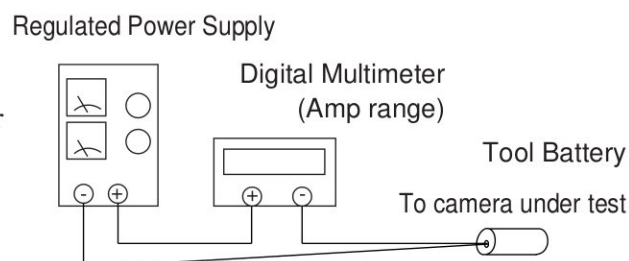 Regulated Power Supply
Digital Multimeter
(Amp range)
Tool Battery
To camera under test
- +
+ -